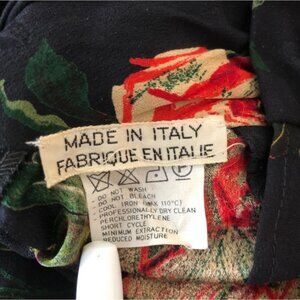 MADE IN ITALY
FABRIQUE EN ITALIE
- DO NOT WASH
- DO NOT BLEACH
- COOL IRON (MAX 110°C)
- PROFESSIONALLY DRY CLEAN
PERCHLORETHYLENE
SHORT CYCLE
MINIMUM EXTRACTION
REDUCED MOISTURE